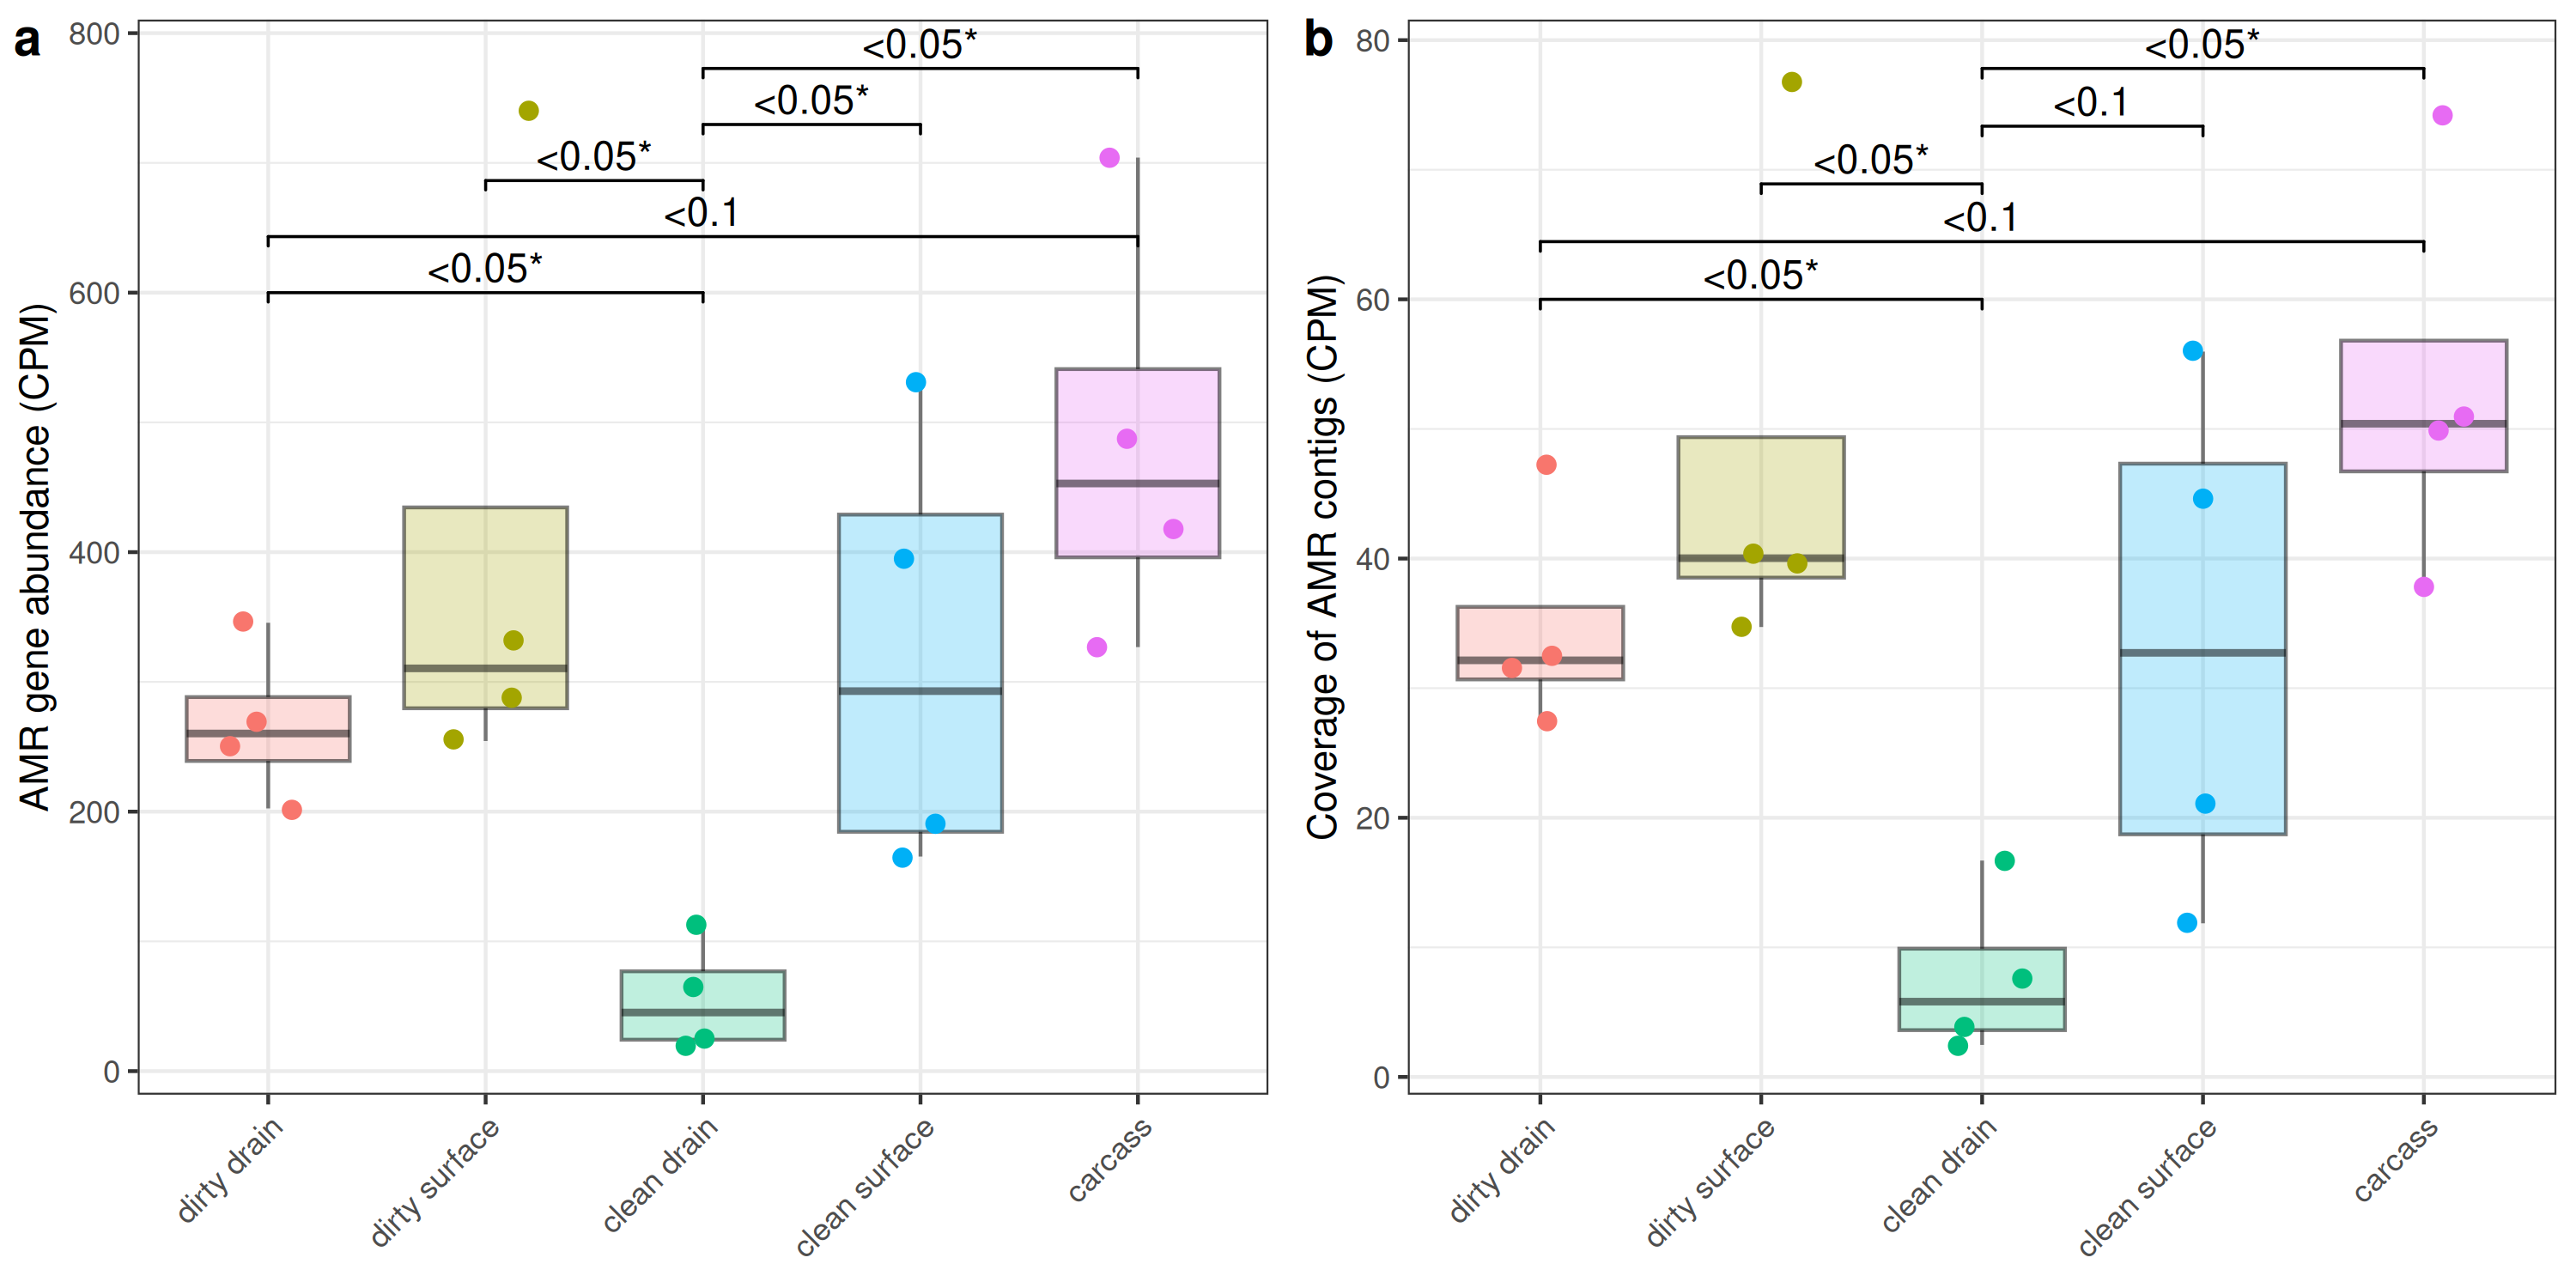 a
AMR gene abundance (CPM)
800
600
400
200
0
<0.05*
<0.05*
<0.05*
<0.1
<0.05*
dirty drain
dirty surface
clean drain
clean surface
carcass
b
Coverage of AMR contigs (CPM)
80
60
40
20
0
<0.05*
<0.1
<0.05*
<0.1
<0.05*
dirty drain
dirty surface
clean drain
clean surface
carcass